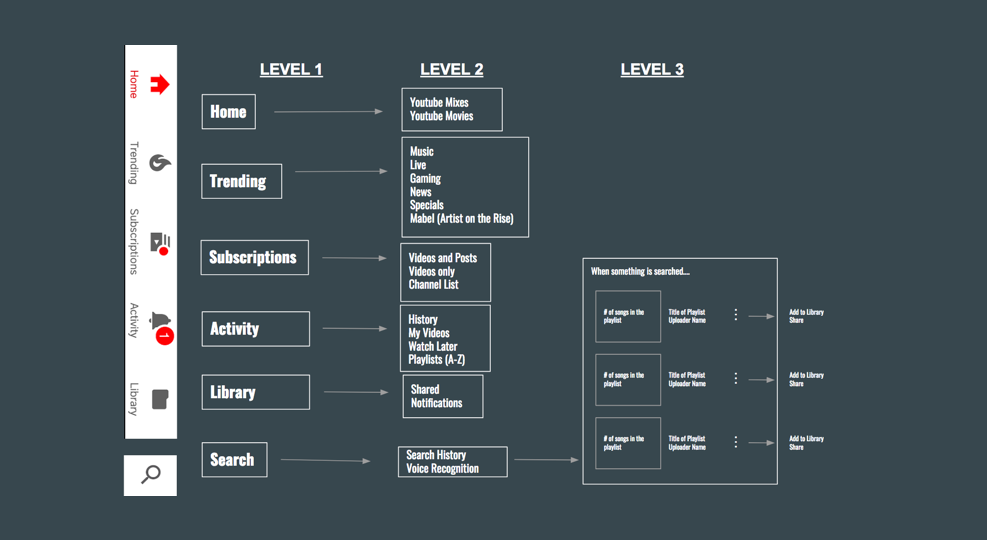 LEVEL 1
LEVEL 2
LEVEL 3
Home
Trending
Subscriptions
Activity
1
Library
Home
Youtube Mixes
Youtube Movies
Trending
Music
Live
Gaming
News
Specials
Mabel (Artist on the Rise)
Subscriptions
Videos and Posts
Videos only
Channel List
Activity
History
My Videos
Watch Later
Playlists (A-Z)
Library
Shared
Notifications
Search
Search History
Voice Recognition
When something is searched....
# of songs in the
playlist
Title of Playlist
Uploader Name
Add to Library
Share
# of songs in the
playlist
Title of Playlist
Uploader Name
Add to Library
Share
# of songs in the
playlist
Title of Playlist
Uploader Name
Add to Library
Share